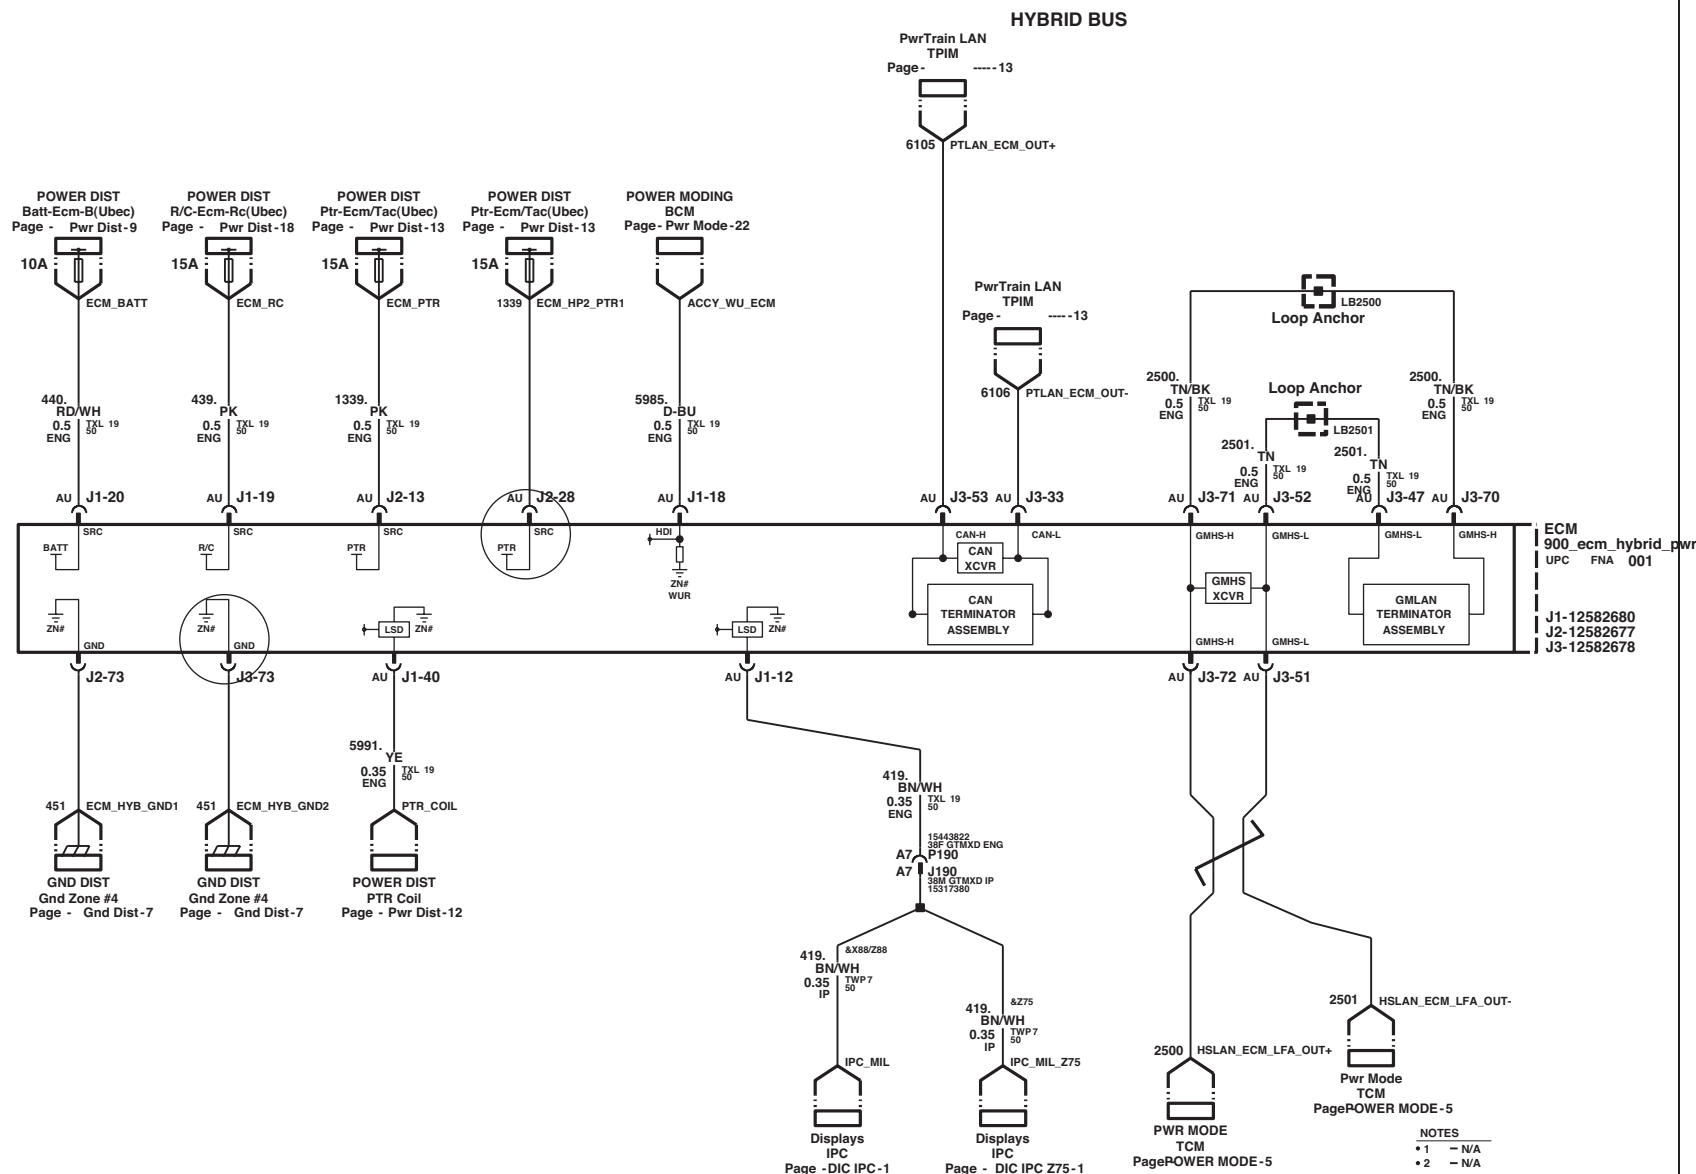 HYBRID BUS
PwrTrain LAN
TPIM
Page- -----13
6105 PTLAN_ECM_OUT+
POWER DIST
Batt-Ecm-B(Ubec)
Page - Pwr Dist-9
10A
ECM_BATT
POWER DIST
R/C-Ecm-Rc(Ubec)
Page - Pwr Dist-18
15A
ECM_RC
POWER DIST
Ptr-Ecm/Tac(Ubec)
Page - Pwr Dist-13
15A
ECM_PTR
POWER DIST
Ptr-Ecm/Tac(Ubec)
Page - Pwr Dist-13
15A
1339 ECM_HP2_PTR1
POWER MODING
BCM
Page- Pwr Mode-22
ACCY_WU_ECM
PwrTrain LAN
TPIM
Page- ----13
6106 PTLAN_ECM_OUT-
LB2500
Loop Anchor
Loop Anchor
LB2501
440.
RD/WH
0.5 TXL 19
ENG 50
439.
PK
0.5 TXL 19
ENG 50
1339.
PK
0.5 TXL 19
ENG 50
5985.
D-BU
0.5 TXL 19
ENG 50
2500.
TN/BK
0.5 TXL 19
ENG 50
2501.
TN
0.5 TXL 19
ENG 50
2501.
TN
0.5 TXL 19
ENG 50
2500.
TN/BK
0.5 TXL 19
ENG 50
AU J1-20
AU J1-19
AU J2-13
AU J2-28
AU J1-18
AU J3-53
AU J3-33
AU J3-71
AU J3-52
AU J3-47
AU J3-70
SRC
BATT
SRC
R/C
SRC
PTR
SRC
PTR
HDI
ZN#
WUR
CAN-H
CAN-L
CAN
XCVR
CAN
TERMINATOR
ASSEMBLY
GMHS-H
GMHS-L
GMHS
XCVR
GMHS-L
GMHS-H
GMLAN
TERMINATOR
ASSEMBLY
ECM
900_ecm_hybrid_pwr
UPC FNA 001
J1-12582680
J2-12582677
J3-12582678
ZN#
GND
ZN#
GND
LSD ZN#
LSD ZN#
GMHS-H
GMHS-L
J2-73
J3-73
AU J1-40
AU J1-12
AU J3-72
AU J3-51
5991.
YE
0.35 TXL 19
ENG 50
451 ECM_HYB_GND1
451 ECM_HYB_GND2
PTR_COIL
GND DIST
Gnd Zone #4
Page - Gnd Dist-7
GND DIST
Gnd Zone #4
Page - Gnd Dist-7
POWER DIST
PTR Coil
Page - Pwr Dist-12
419.
BN/WH
0.35 TXL 19
ENG 50
15443822
38F GTMXD ENG
A7 P190
A7 J190
38M GTMXD IP
15317380
&X88/Z88
419.
BN/WH
0.35 TWP7
IP 50
IPC_MIL
&Z75
419.
BN/WH
0.35 TWP7
IP 50
IPC_MIL_Z75
Displays
IPC
Page -DIC IPC-1
Displays
IPC
Page - DIC IPC Z75-1
2500 HSLAN_ECM_LFA_OUT+
PWR MODE
TCM
Page-POWER MODE-5
2501 HSLAN_ECM_LFA_OUT-
Pwr Mode
TCM
Page-POWER MODE-5
NOTES
• 1 – N/A
• 2 – N/A